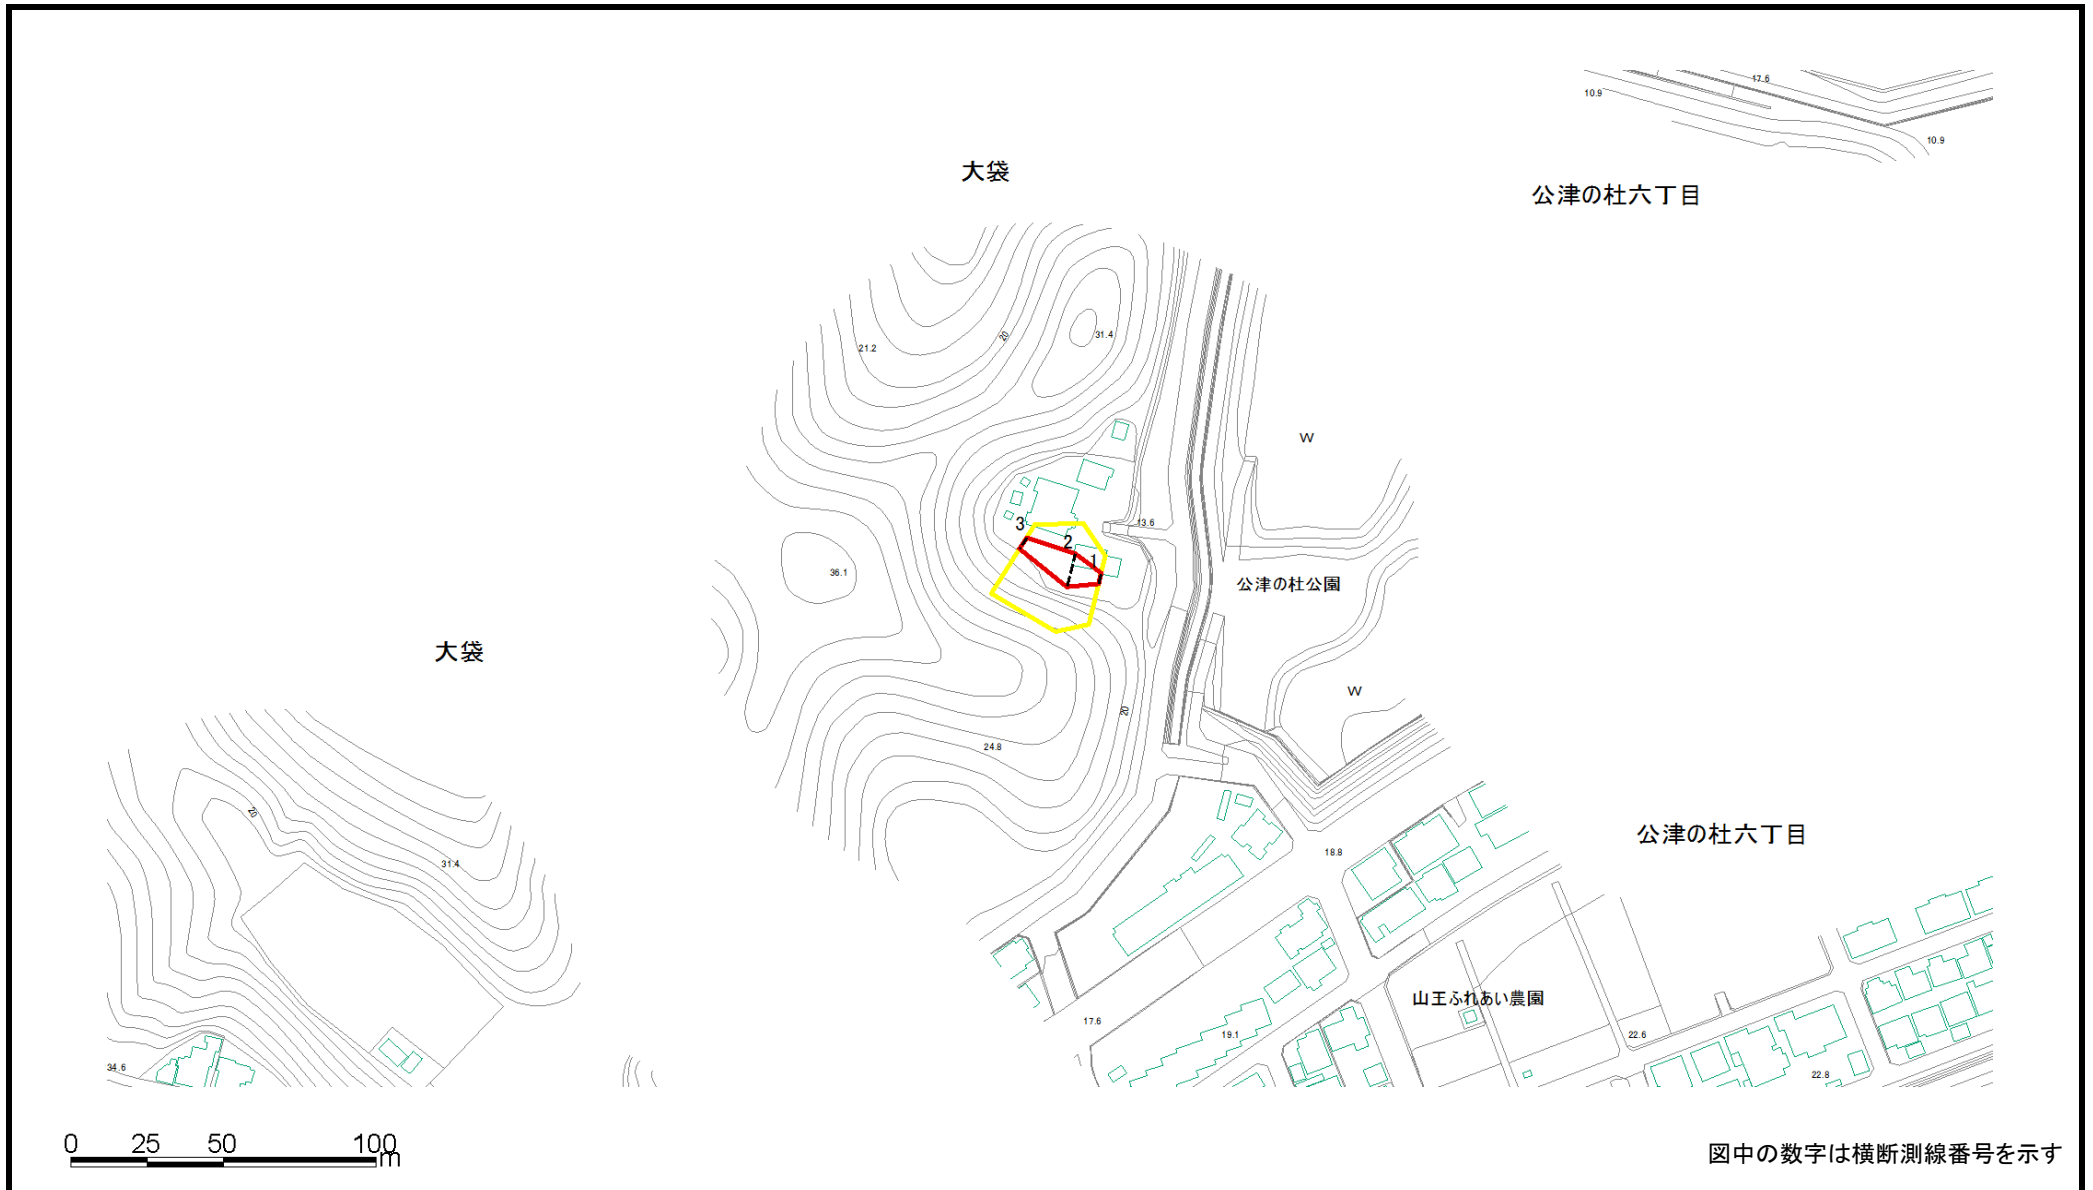 17.6
10.9
10.9
大袋
公津の杜六丁目
20
31.4
21.2
W
3
13.6
2
1
36.1
公津の杜公園
大袋
W
20
24.8
20
31.4
18.8
公津の杜六丁目
山王ふれあい農園
17.6
19.1
22.6
34.6
22.8
0 25 50 100
m
図中の数字は横断測線番号を示す